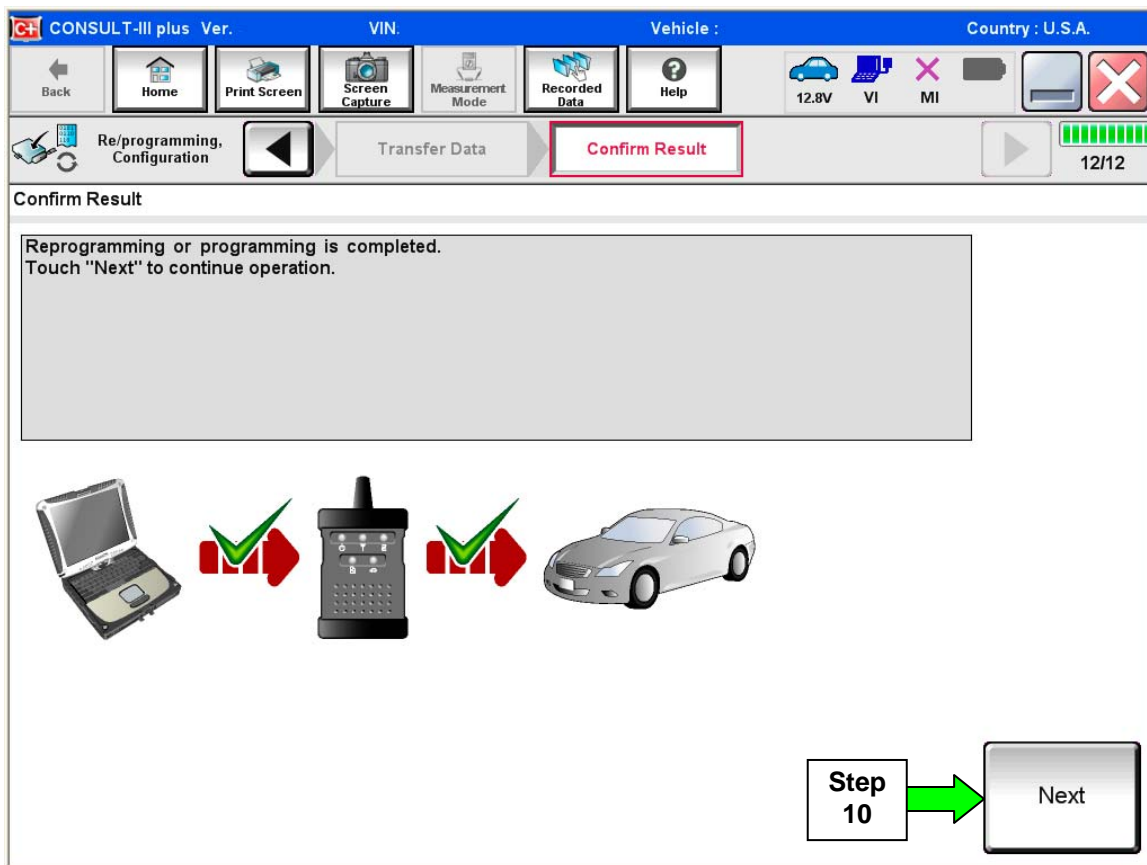 C+ CONSULT-III plus Ver. VIN: Vehicle : Country : U.S.A.
Back Home Print Screen Screen Capture Measurement Mode Recorded Data Help 12.8V VI MI
Re/programming, Configuration Transfer Data Confirm Result 12/12
Confirm Result
Reprogramming or programming is completed.
Touch "Next" to continue operation.
Step
10
Next